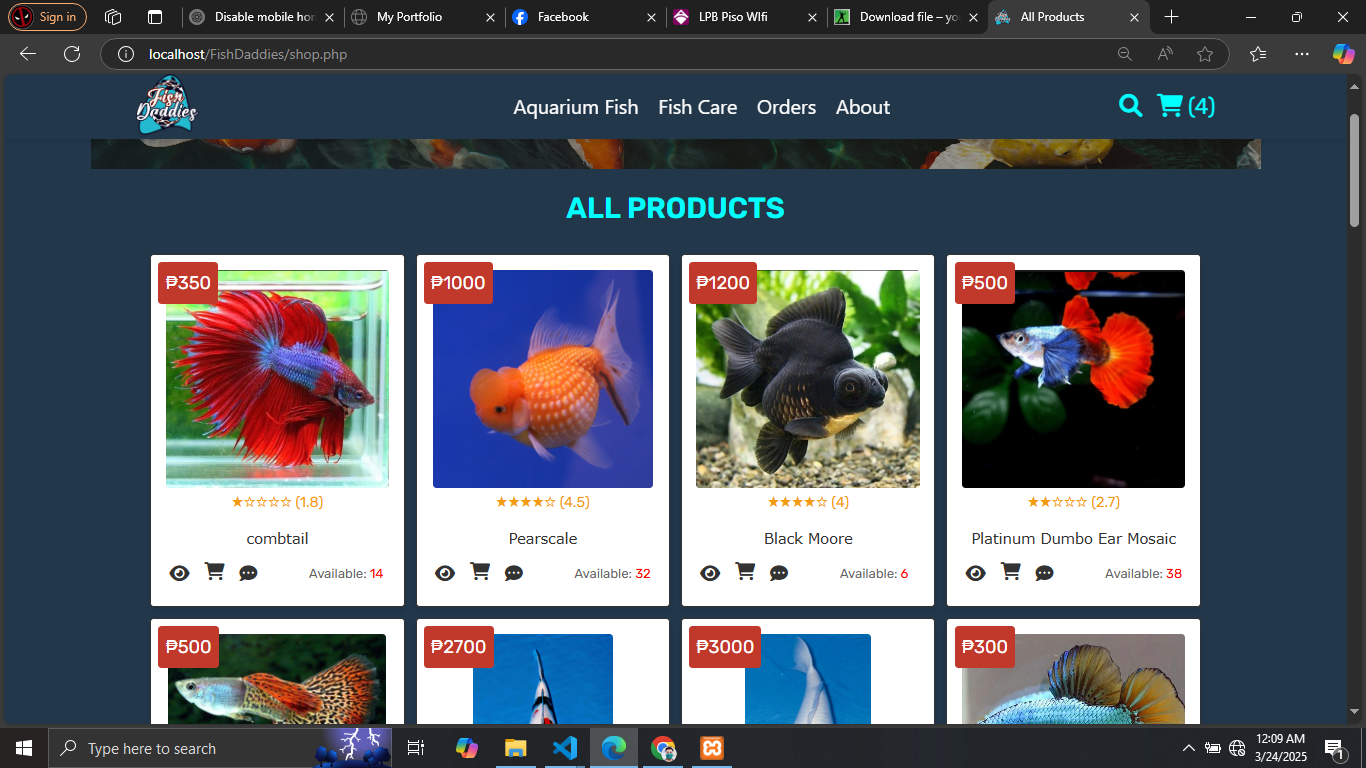 Sign in
Disable mobile hor
My Portfolio
Facebook
LPB Piso WIfi
Download file – yo
All Products
localhost/FishDaddies/shop.php
Fish Daddies
Aquarium Fish
Fish Care
Orders
About
(4)
ALL PRODUCTS
₱350
₱1000
₱1200
₱500
★☆☆☆☆ (1.8)
★★★★☆ (4.5)
★★★★☆ (4)
★★☆☆☆ (2.7)
combtail
Pearscale
Black Moore
Platinum Dumbo Ear Mosaic
Available: 14
Available: 32
Available: 6
Available: 38
₱500
₱2700
₱3000
₱300
Type here to search
12:09 AM
3/24/2025
1